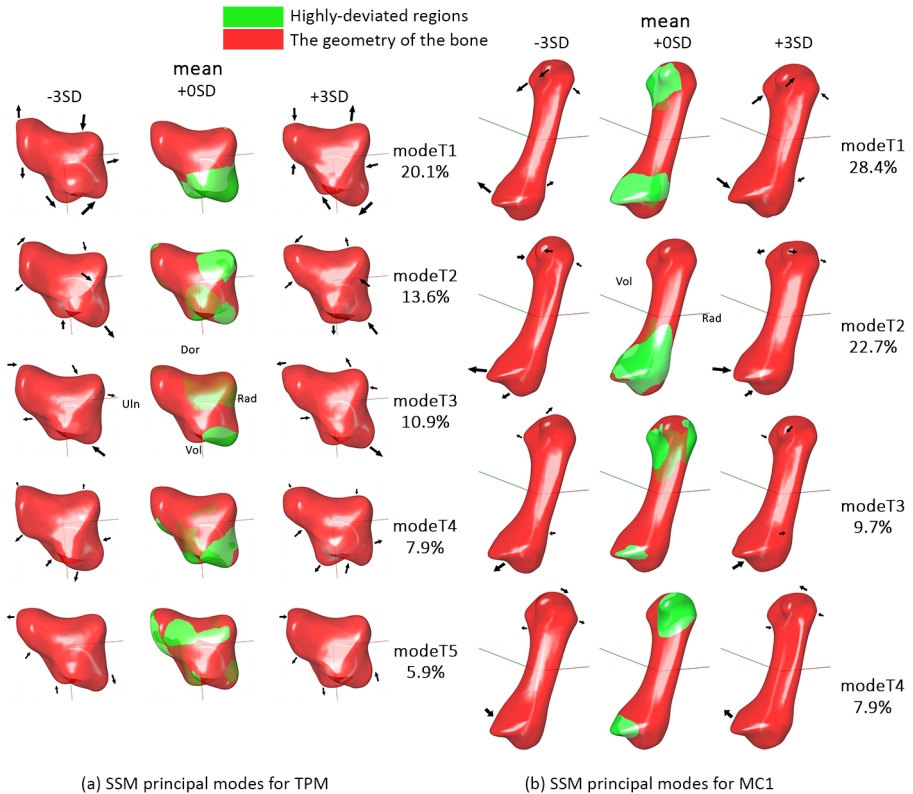 Highly-deviated regions
The geometry of the bone
-3SD
mean
+0SD
+3SD
modeT1
20.1%
modeT2
13.6%
Dor
Uln
Rad
Vol
modeT3
10.9%
modeT4
7.9%
modeT5
5.9%
(a) SSM principal modes for TPM
-3SD
mean
+0SD
+3SD
modeT1
28.4%
Vol
Rad
modeT2
22.7%
modeT3
9.7%
modeT4
7.9%
(b) SSM principal modes for MC1